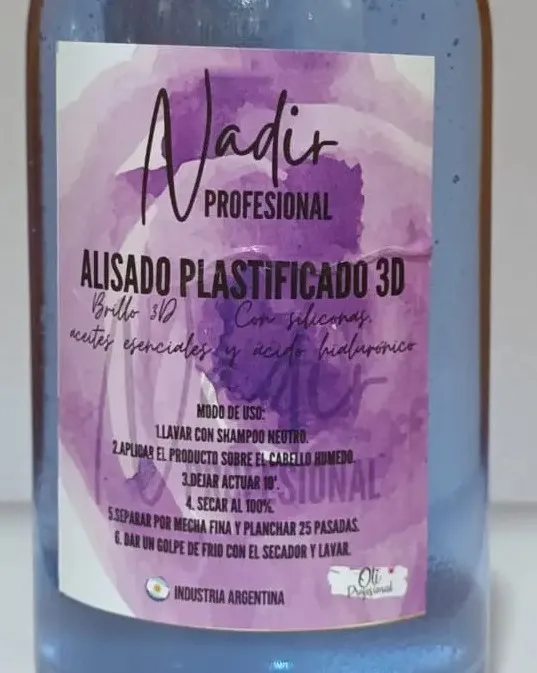 Nadir
PROFESIONAL
ALISADO PLASTIFICADO 3D
Brillo 3D Con siliconas,
aceites esenciales y ácido hialurónico
Nadir
PROFESIONAL
MODO DE USO:
1.LAVAR CON SHAMPOO NEUTRO.
2.APLICAR EL PRODUCTO SOBRE EL CABELLO HUMEDO.
3.DEJAR ACTUAR 10'.
4. SECAR AL 100%.
5.SEPARAR POR MECHA FINA Y PLANCHAR 25 PASADAS.
6. DAR UN GOLPE DE FRIO CON EL SECADOR Y LAVAR.
INDUSTRIA ARGENTINA
Oli
Profesional